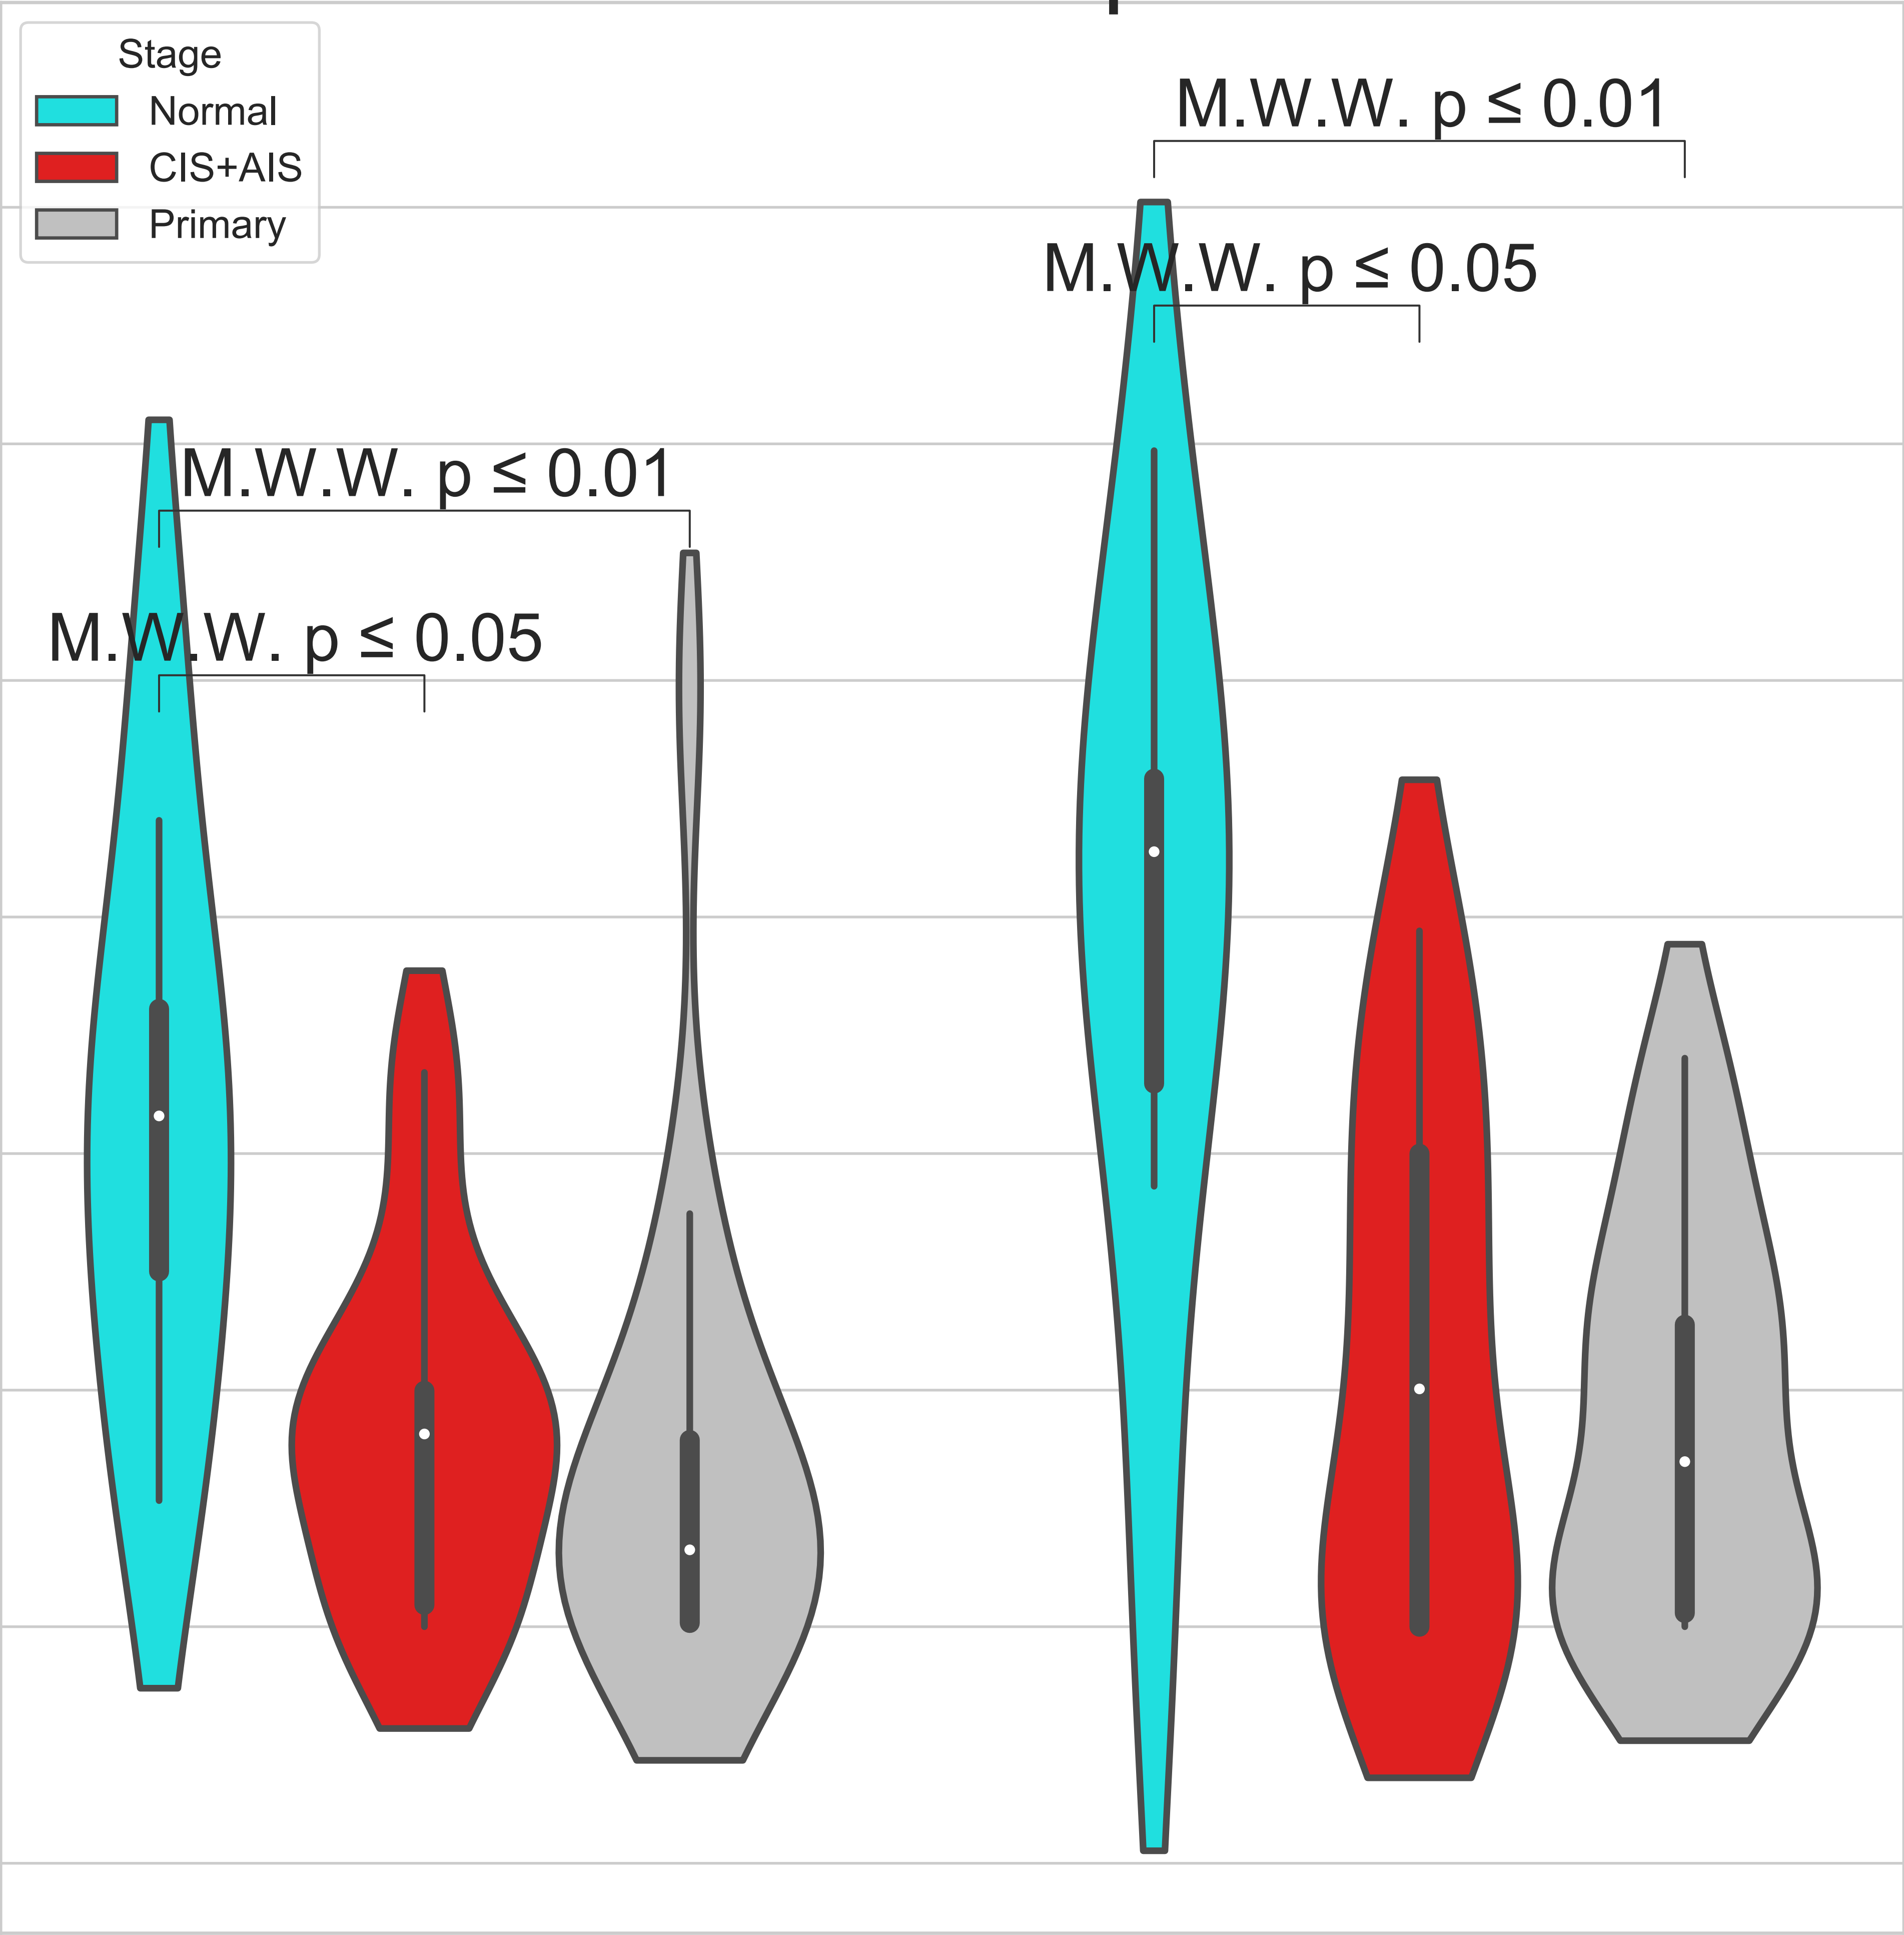 Stage
Normal
CIS+AIS
Primary
M.W.W. p ≤ 0.01
M.W.W. p ≤ 0.05
M.W.W. p ≤ 0.01
M.W.W. p ≤ 0.05